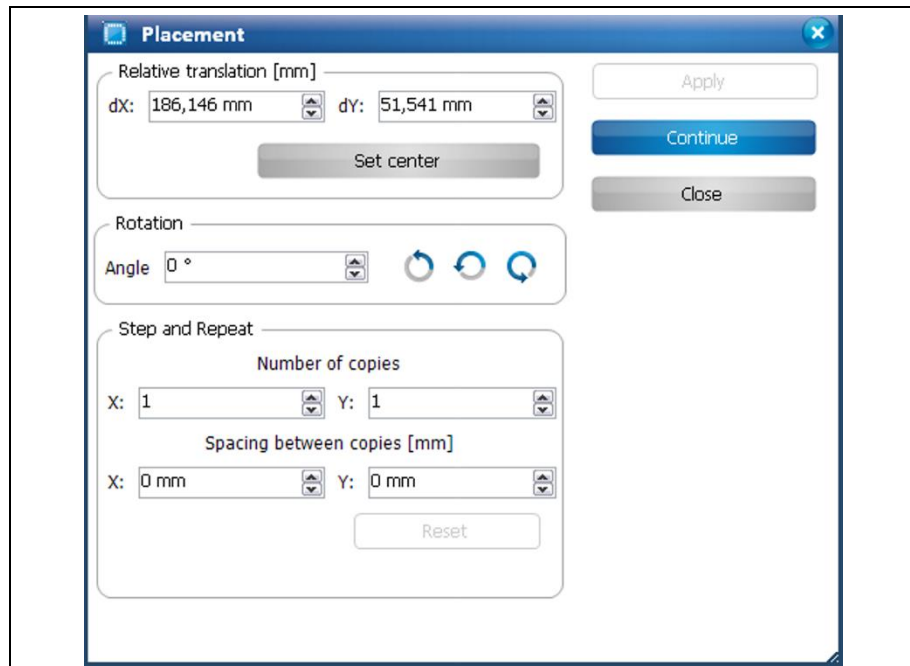 Placement
Relative translation [mm]
dX: 186,146 mm dY: 51,541 mm
Set center
Apply
Continue
Close
Rotation
Angle 0 °
Step and Repeat
Number of copies
X: 1 Y: 1
Spacing between copies [mm]
X: 0 mm Y: 0 mm
Reset